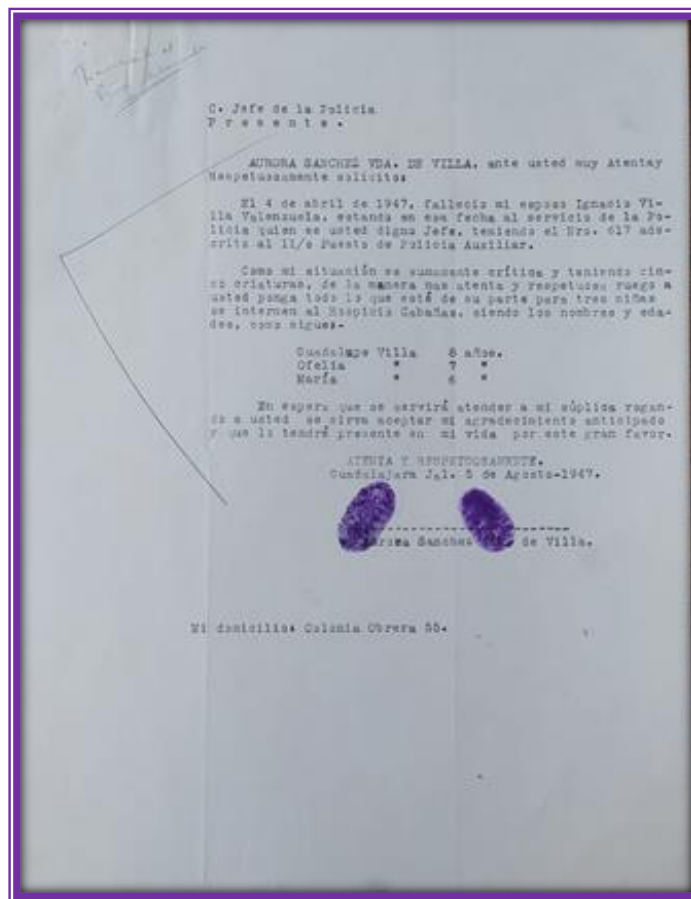 C. Jefe de la Policia
P r e s e n t e .
AURORA SANCHEZ VDA. DE VILLA. ante usted muy Atentay
Respetuosamente solicito:
El 4 de abril de 1947. fallecio mi esposo Ignacio Vi-
lla Valenzuela. estando en esa fecha al servicio de la Po-
licia quien es usted digno Jefe. teniendo el Nro. 617 ads-
crito al 11/o Puesto de Policia Auxiliar.
Como mi situación es sumamente crítica y teniendo cin-
co criaturas, de la manera mas atenta y respetuosa ruego a
usted ponga todo lo que esté de su parte para tres niñas
se internen al Hospicio Cabañas. siendo los nombres y eda-
des, como sigue:-
Guadalupe Villa 8 años.
Ofelia " 7 "
María " 6 "
En espera que se servirá atender a mi súplica rogan-
do a usted se sirva aceptar mi agradecimiento anticipado
y que lo tendré presente en mi vida por este gran favor.
ATENTA Y RESPETUOSAMENTE.
Guadalajara Jal. 5 de Agosto-1947.
Sanchez de Villa.
Mi domicilio: Colonia Obrera 55.